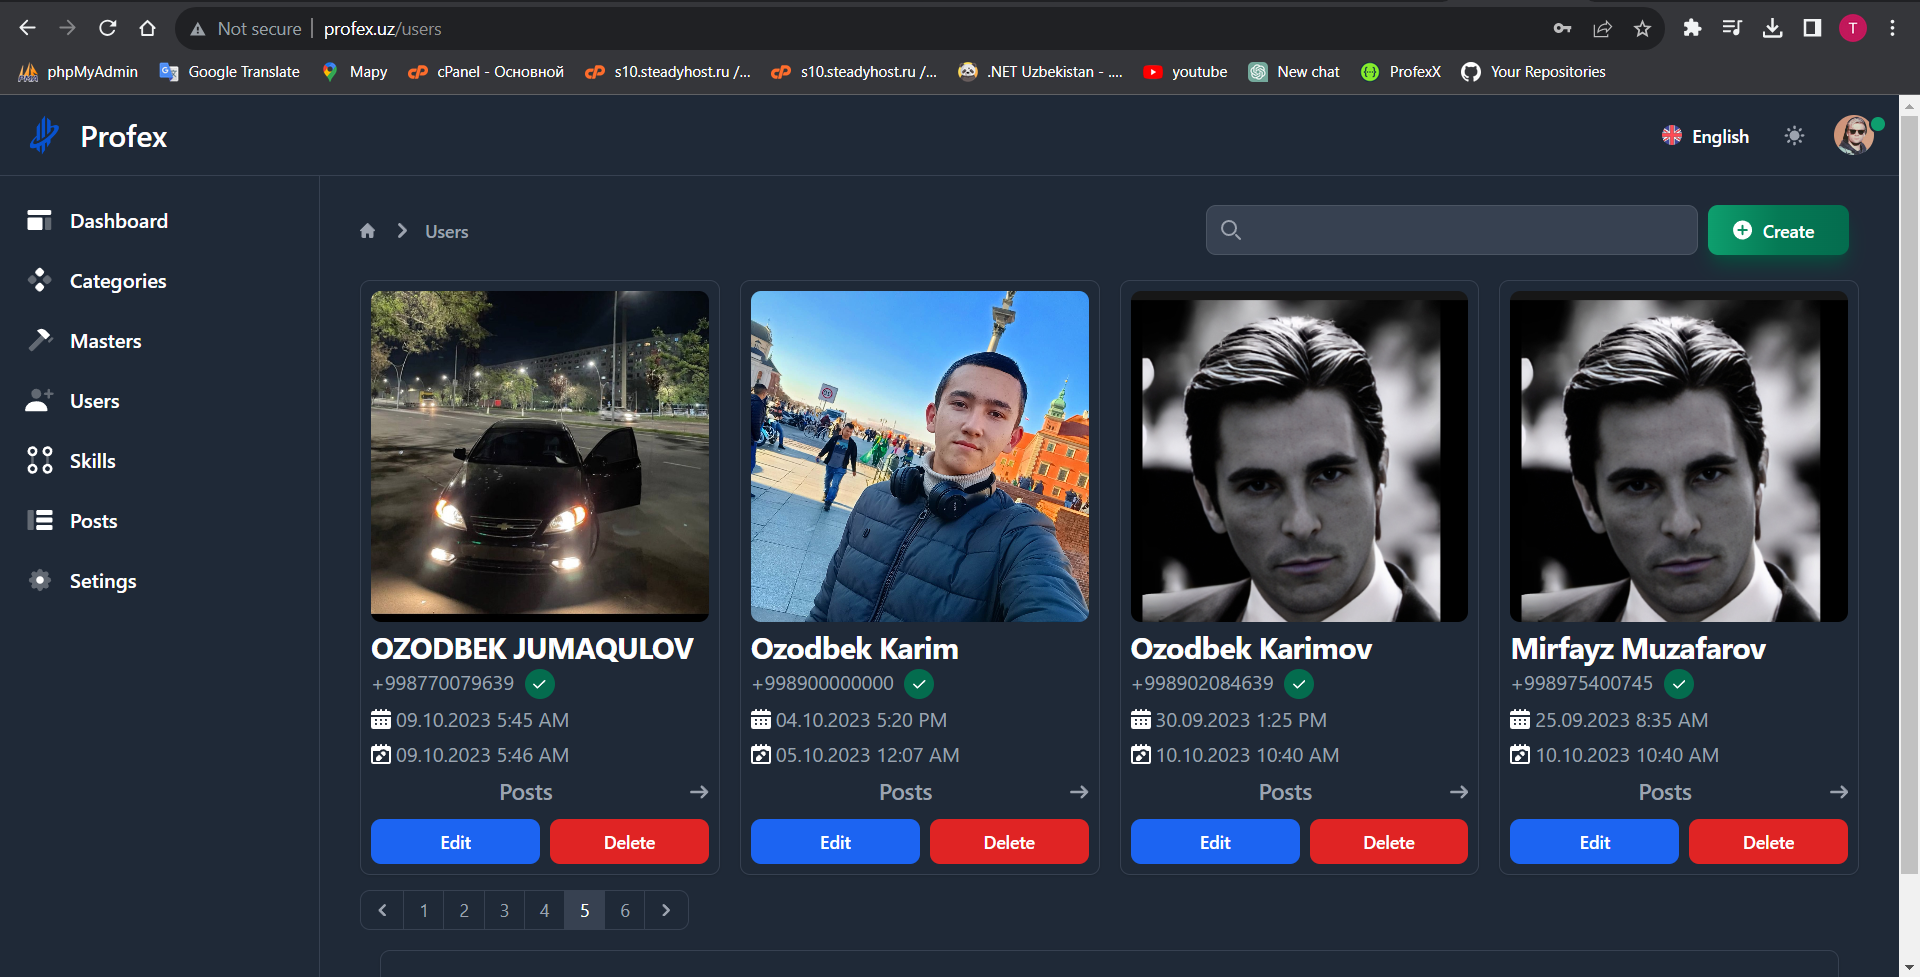 Not secure | profex.uz/users
T
phpMyAdmin Google Translate Maps cPanel - Основной s10.steadyhost.ru /... s10.steadyhost.ru /... .NET Uzbekistan - .... youtube New chat ProfexX Your Repositories
Profex
English
Dashboard
Categories
Masters
Users
Skills
Posts
Setings
Users
Create
OZODBEK JUMAQULOV
+998770079639
09.10.2023 5:45 AM
09.10.2023 5:46 AM
Posts
Edit Delete
Ozodbek Karim
+998900000000
04.10.2023 5:20 PM
05.10.2023 12:07 AM
Posts
Edit Delete
Ozodbek Karimov
+998902084639
30.09.2023 1:25 PM
10.10.2023 10:40 AM
Posts
Edit Delete
Mirfayz Muzafarov
+998975400745
25.09.2023 8:35 AM
10.10.2023 10:40 AM
Posts
Edit Delete
1 2 3 4 5 6